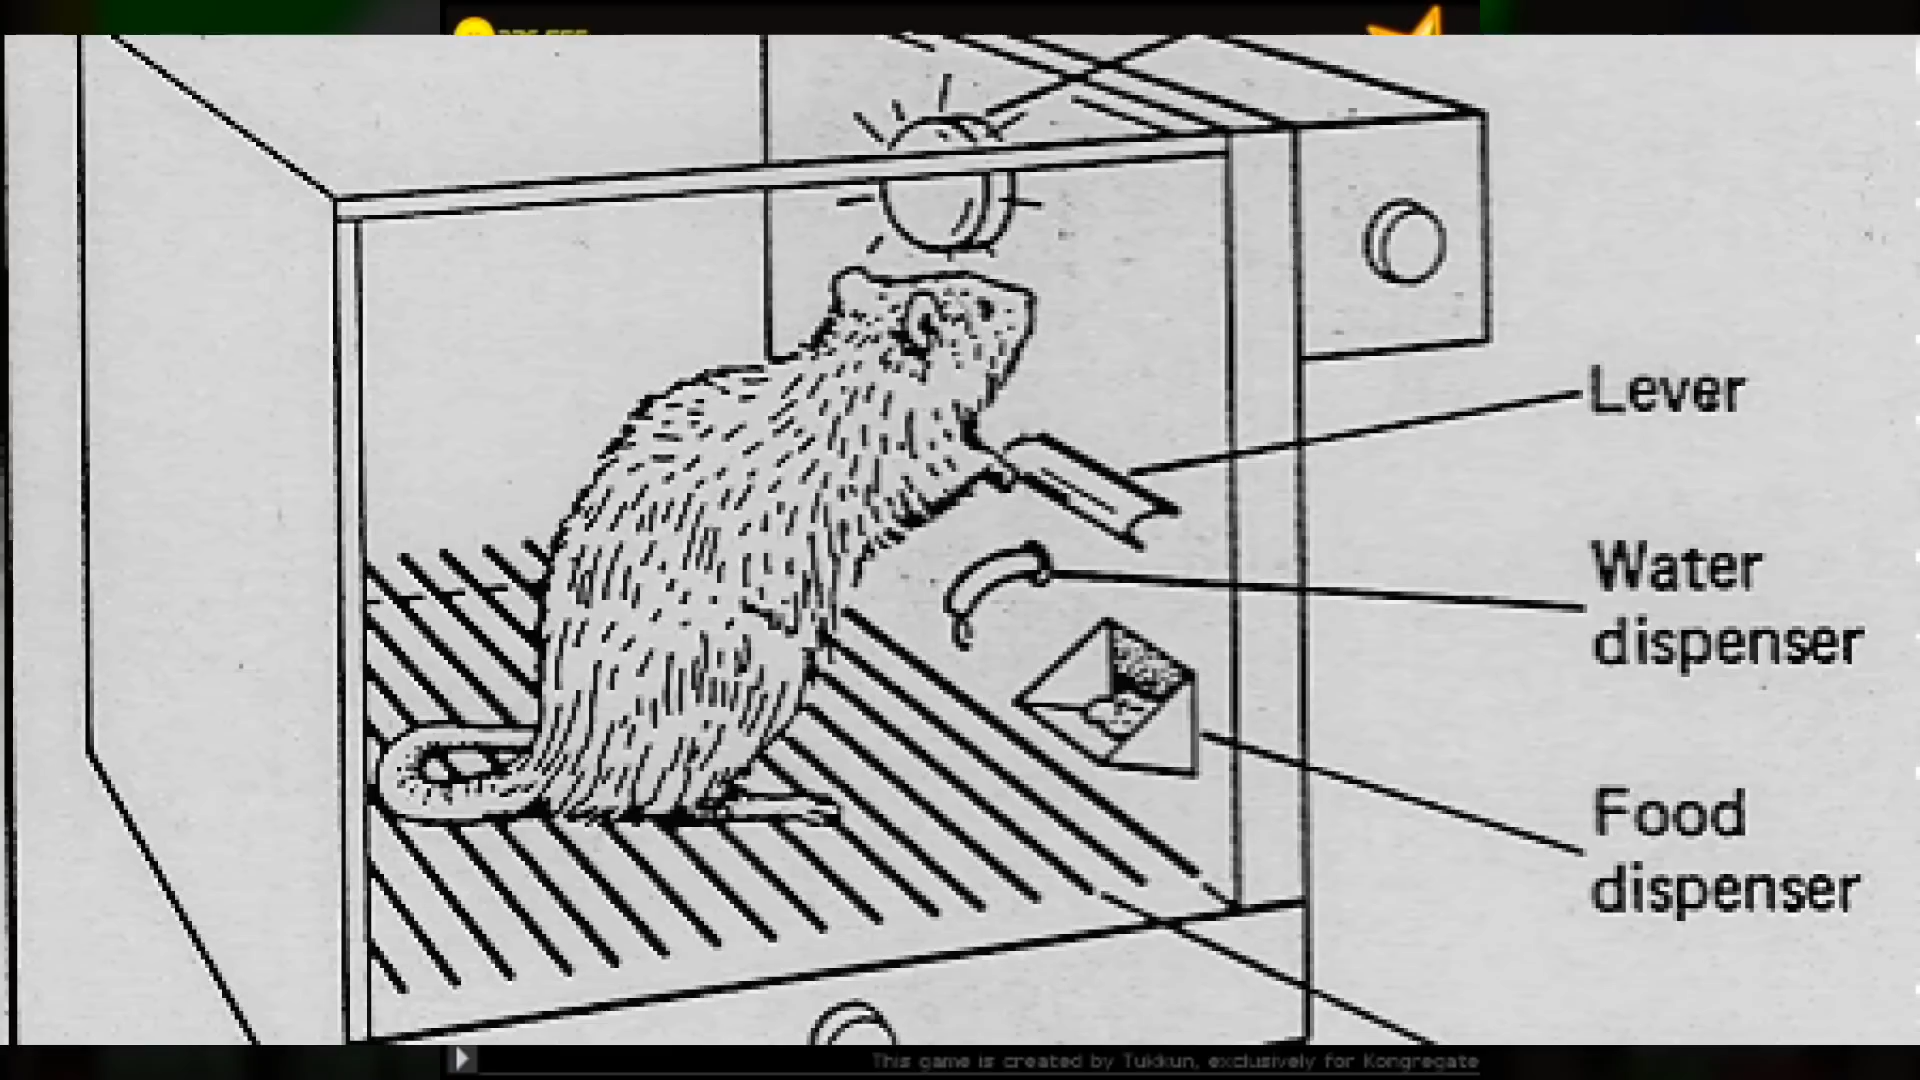 Lever
Water
dispenser
Food
dispenser
This game is created by Tukkun, exclusively for Kongregate